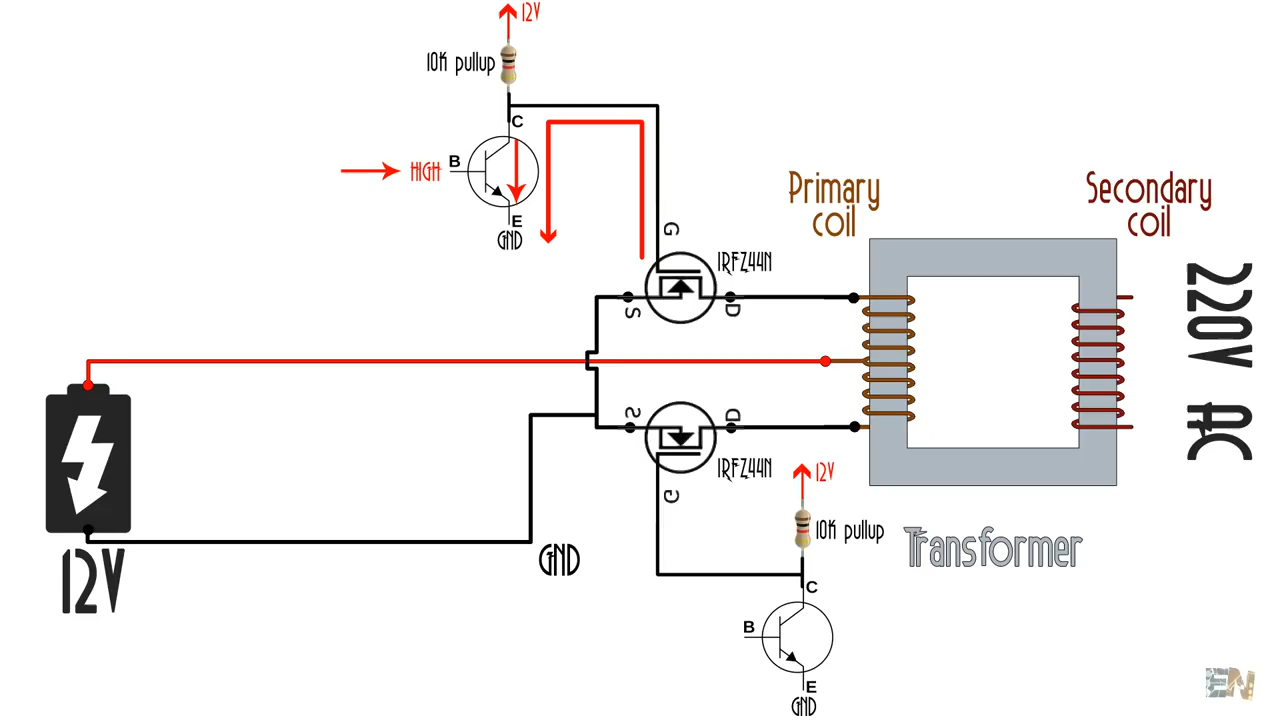 12V
10K pullup
C
B
HIGH
E
GND
G
IRFZ44N
S
D
Primary
coil
Secondary
coil
220V AC
S
D
IRFZ44N
G
12V
10K pullup
Transformer
12V
GND
C
B
E
GND
EN